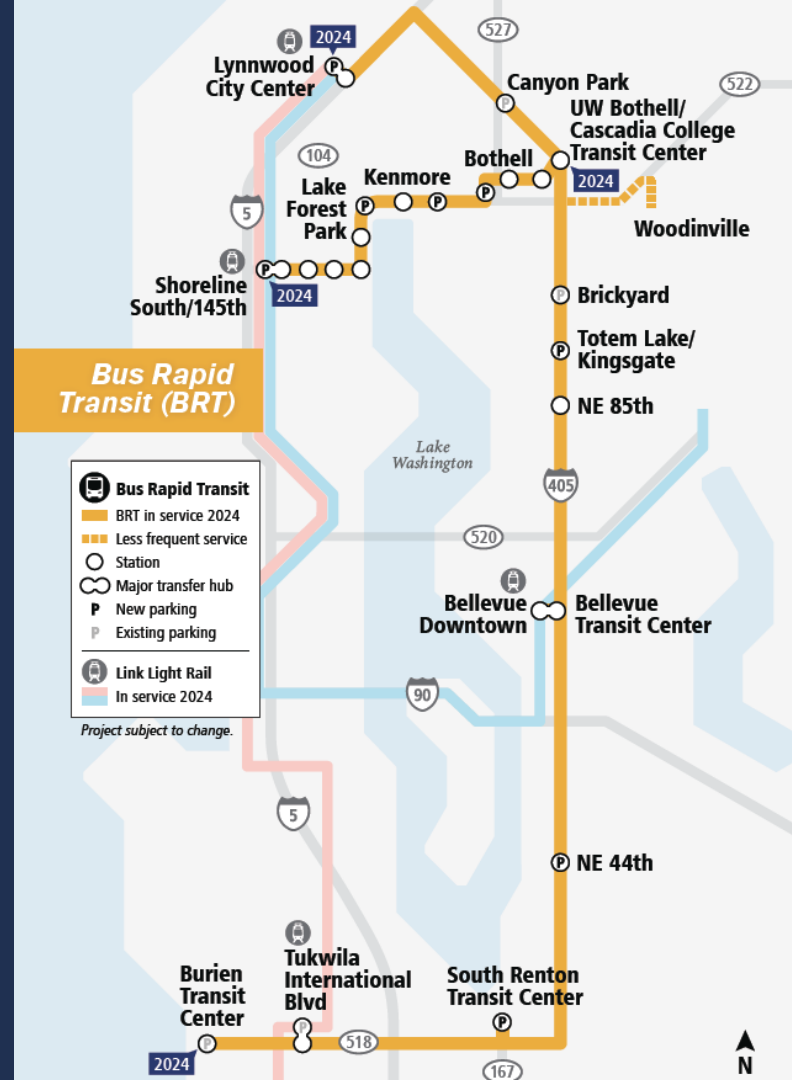 527
2024
Lynnwood
City Center
P
Canyon Park
P
522
UW Bothell/
Cascadia College
Transit Center
2024
104
Bothell
Kenmore
P
P
P
Lake
Forest
Park
5
Woodinville
P
Shoreline
South/145th
2024
P
Brickyard
P
Totem Lake/
Kingsgate
Bus Rapid
Transit (BRT)
NE 85th
Lake
Washington
405
Bus Rapid Transit
BRT in service 2024
Less frequent service
Station
Major transfer hub
P
New parking
P
Existing parking
Link Light Rail
In service 2024
Project subject to change.
520
Bellevue
Downtown
Bellevue
Transit Center
90
5
P
NE 44th
Tukwila
International
Blvd
P
Burien
Transit
Center
P
2024
South Renton
Transit Center
P
518
167
N